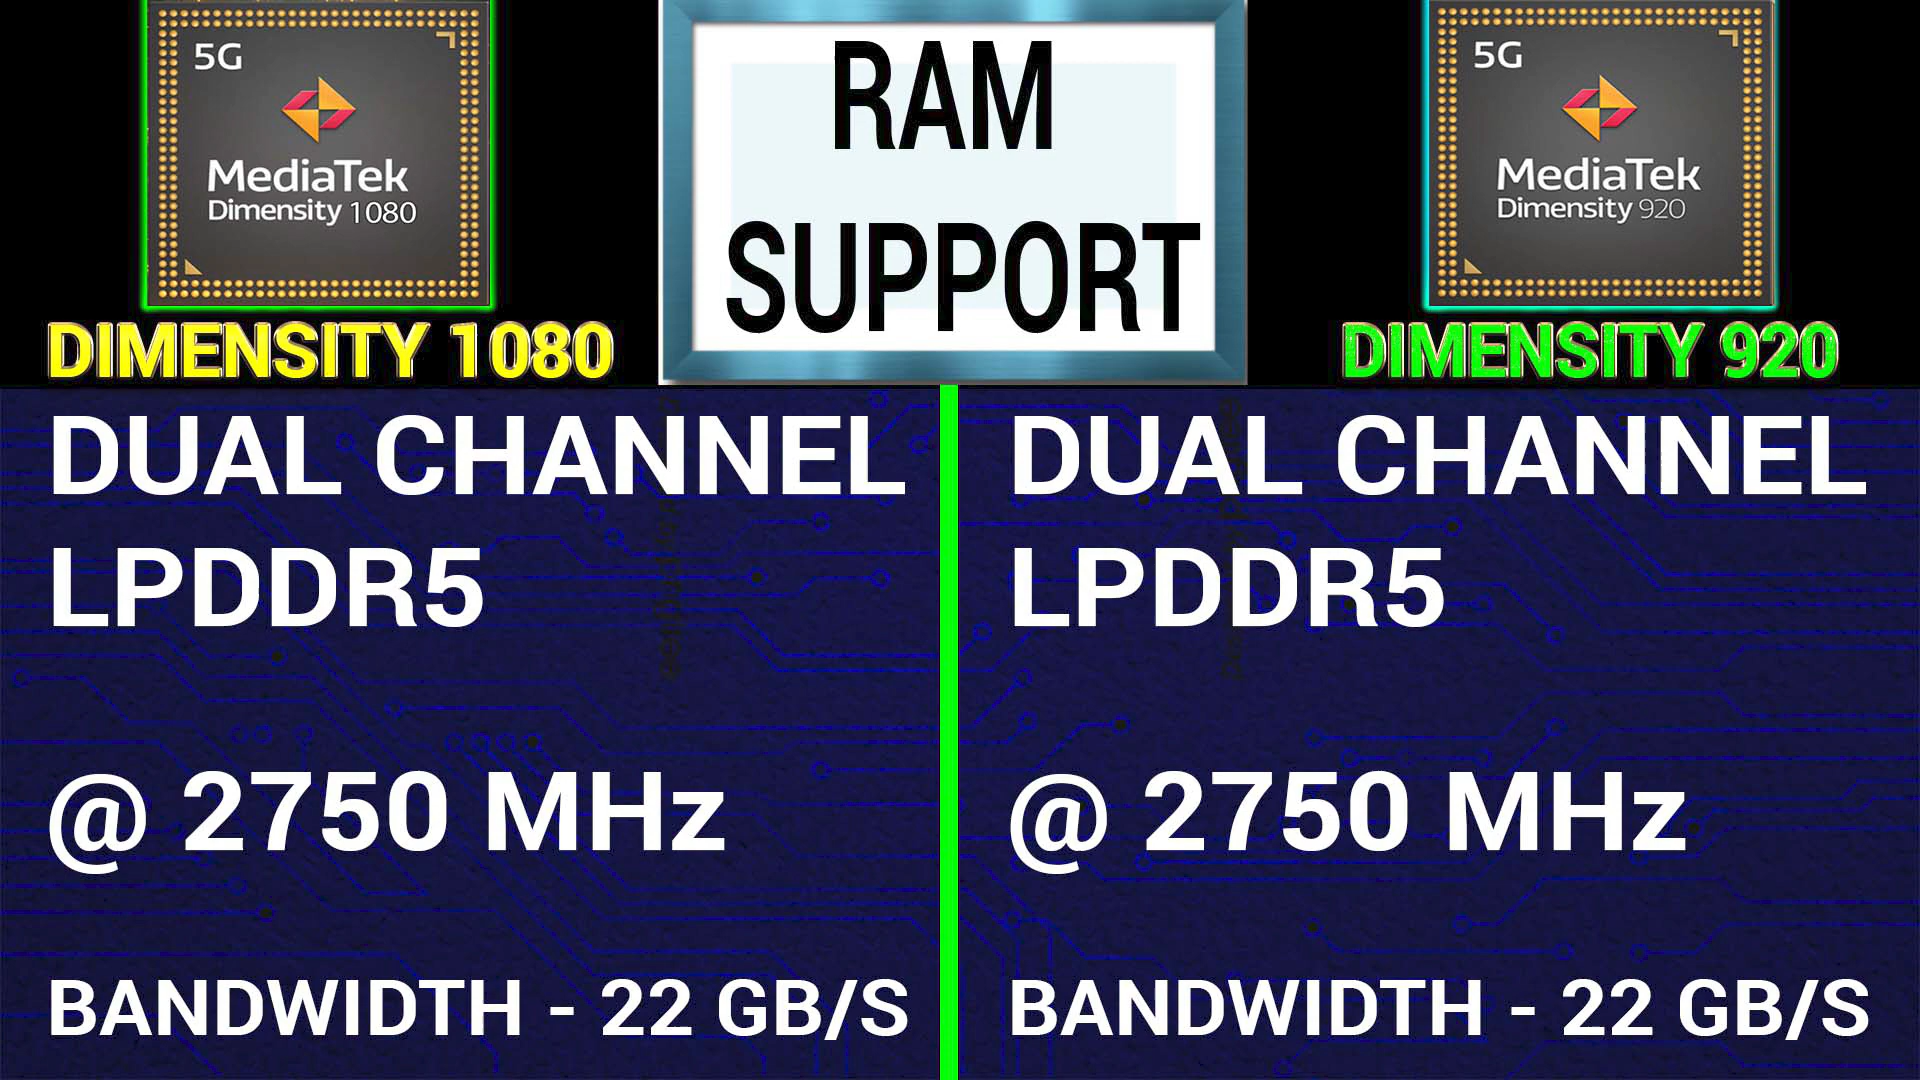 5G
MediaTek
Dimensity 1080
DIMENSITY 1080
RAM
SUPPORT
5G
MediaTek
Dimensity 920
DIMENSITY 920
DUAL CHANNEL
LPDDR5
@ 2750 MHz
BANDWIDTH - 22 GB/S
DUAL CHANNEL
LPDDR5
@ 2750 MHz
BANDWIDTH - 22 GB/S